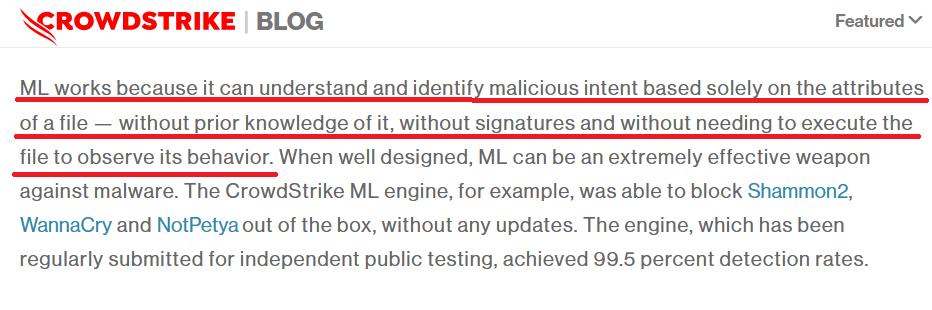 CROWDSTRIKE | BLOG
Featured
ML works because it can understand and identify malicious intent based solely on the attributes
of a file — without prior knowledge of it, without signatures and without needing to execute the
file to observe its behavior. When well designed, ML can be an extremely effective weapon
against malware. The CrowdStrike ML engine, for example, was able to block Shammon2,
WannaCry and NotPetya out of the box, without any updates. The engine, which has been
regularly submitted for independent public testing, achieved 99.5 percent detection rates.